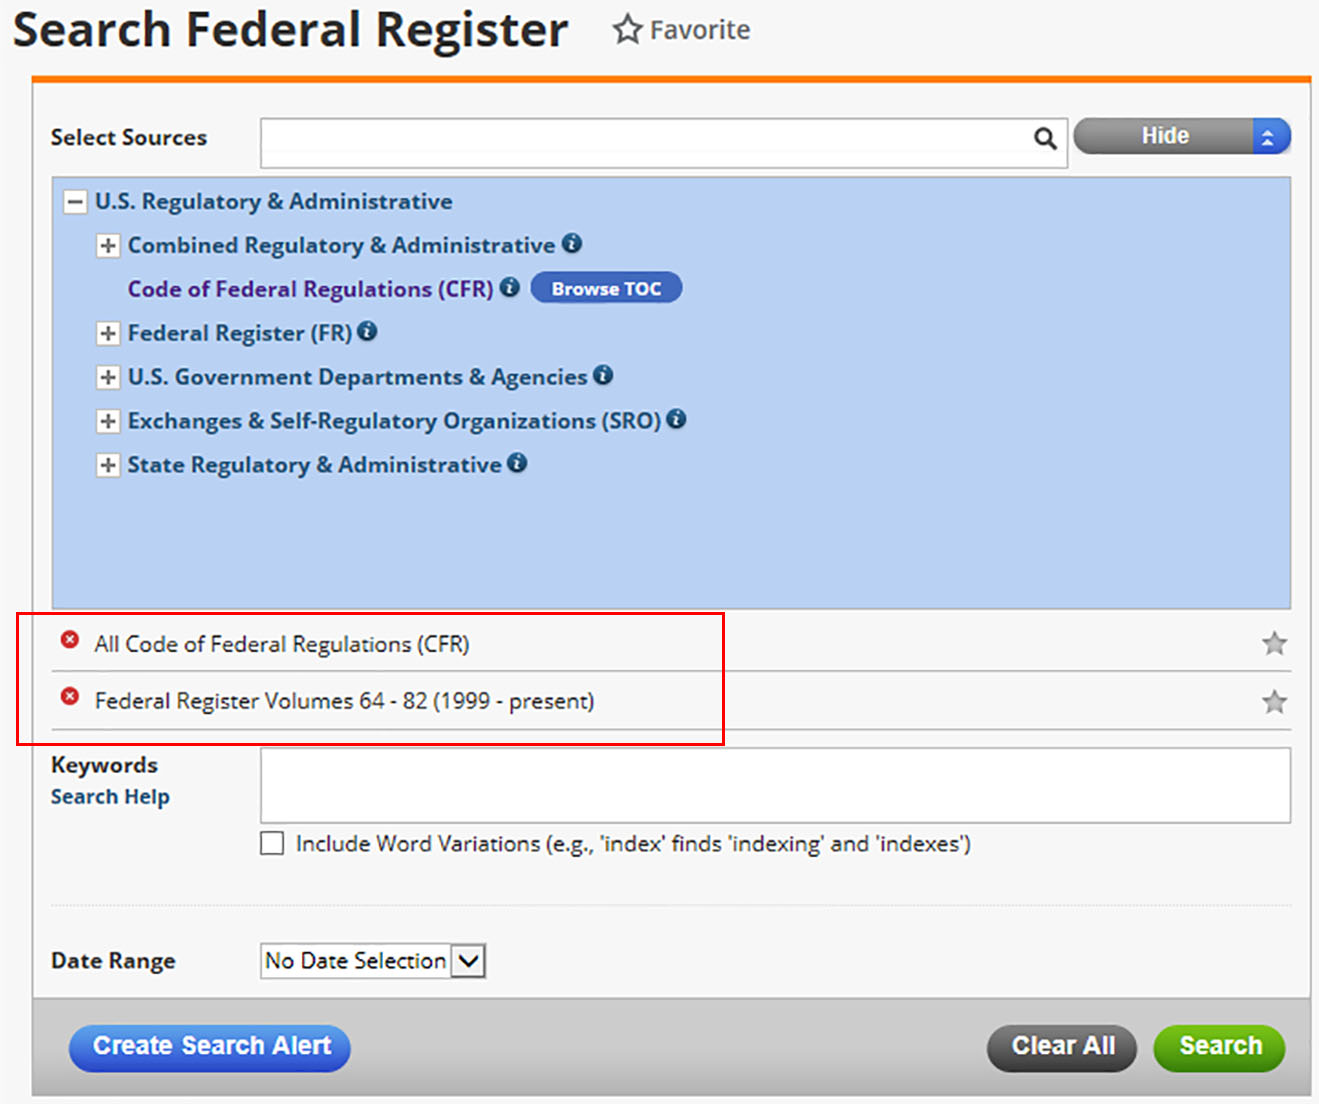 Search Federal Register Favorite
Select Sources Hide
U.S. Regulatory & Administrative
Combined Regulatory & Administrative
Code of Federal Regulations (CFR) Browse TOC
Federal Register (FR)
U.S. Government Departments & Agencies
Exchanges & Self-Regulatory Organizations (SRO)
State Regulatory & Administrative
All Code of Federal Regulations (CFR)
Federal Register Volumes 64 - 82 (1999 - present)
Keywords
Search Help
Include Word Variations (e.g., 'index' finds 'indexing' and 'indexes')
Date Range No Date Selection
Create Search Alert Clear All Search